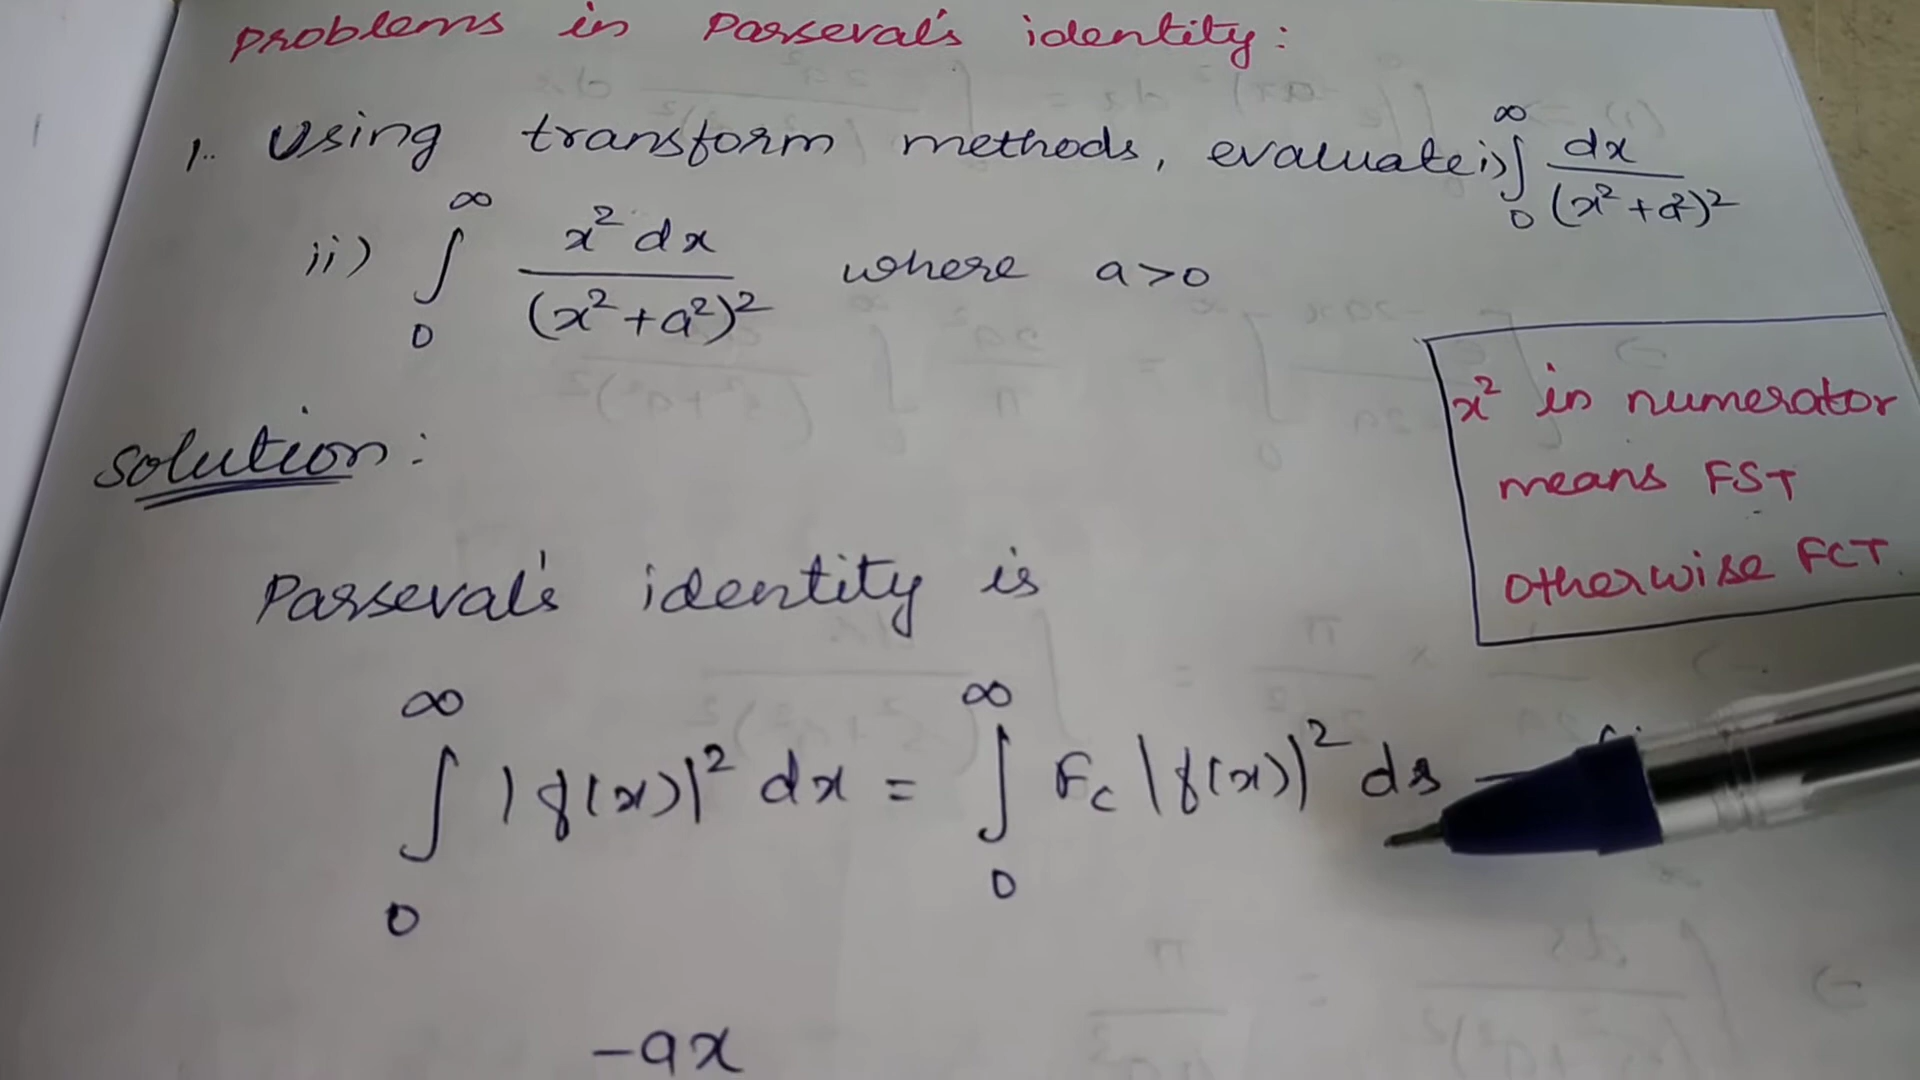 Problems in Parseval's identity:
1. Using transform methods, evaluate i) ∫₀^∞ dx/(x²+a²)²
ii) ∫₀^∞ x² dx/(x²+a²)² where a>0
x² in numerator
means FST
otherwise FCT.
Solution:
Parseval's identity is
∫₀^∞ |f(x)|² dx = ∫₀^∞ Fc |f(x)|² ds —
-ax